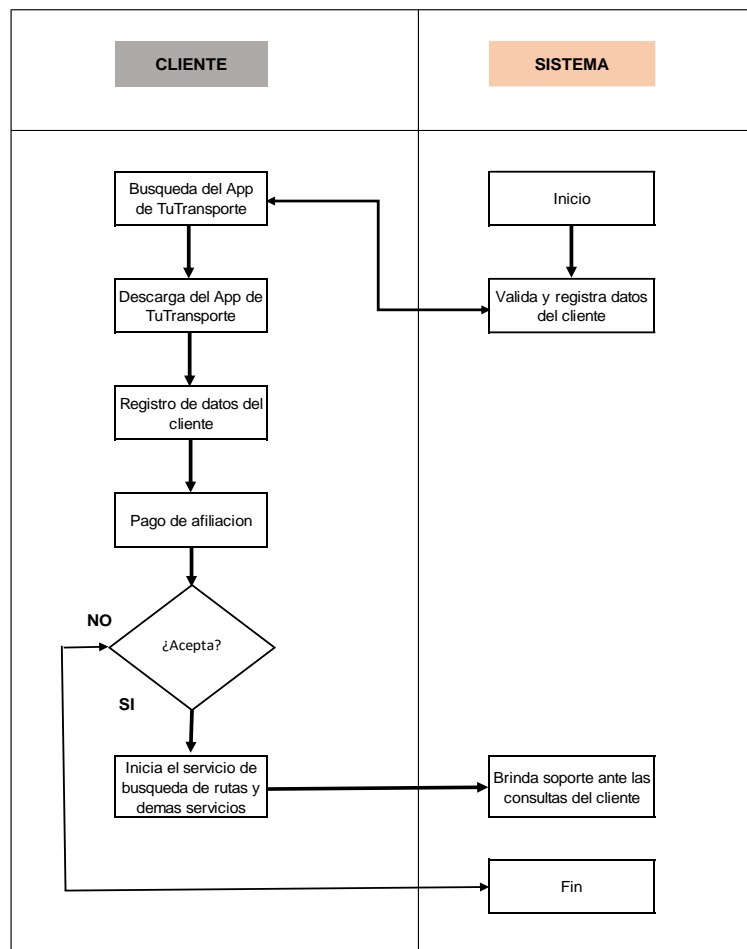 CLIENTE
SISTEMA
Busqueda del App
de TuTransporte
Inicio
Descarga del App de
TuTransporte
Valida y registra datos
del cliente
Registro de datos del
cliente
Pago de afiliacion
NO
¿Acepta?
SI
Inicia el servicio de
busqueda de rutas y
demas servicios
Brinda soporte ante las
consultas del cliente
Fin